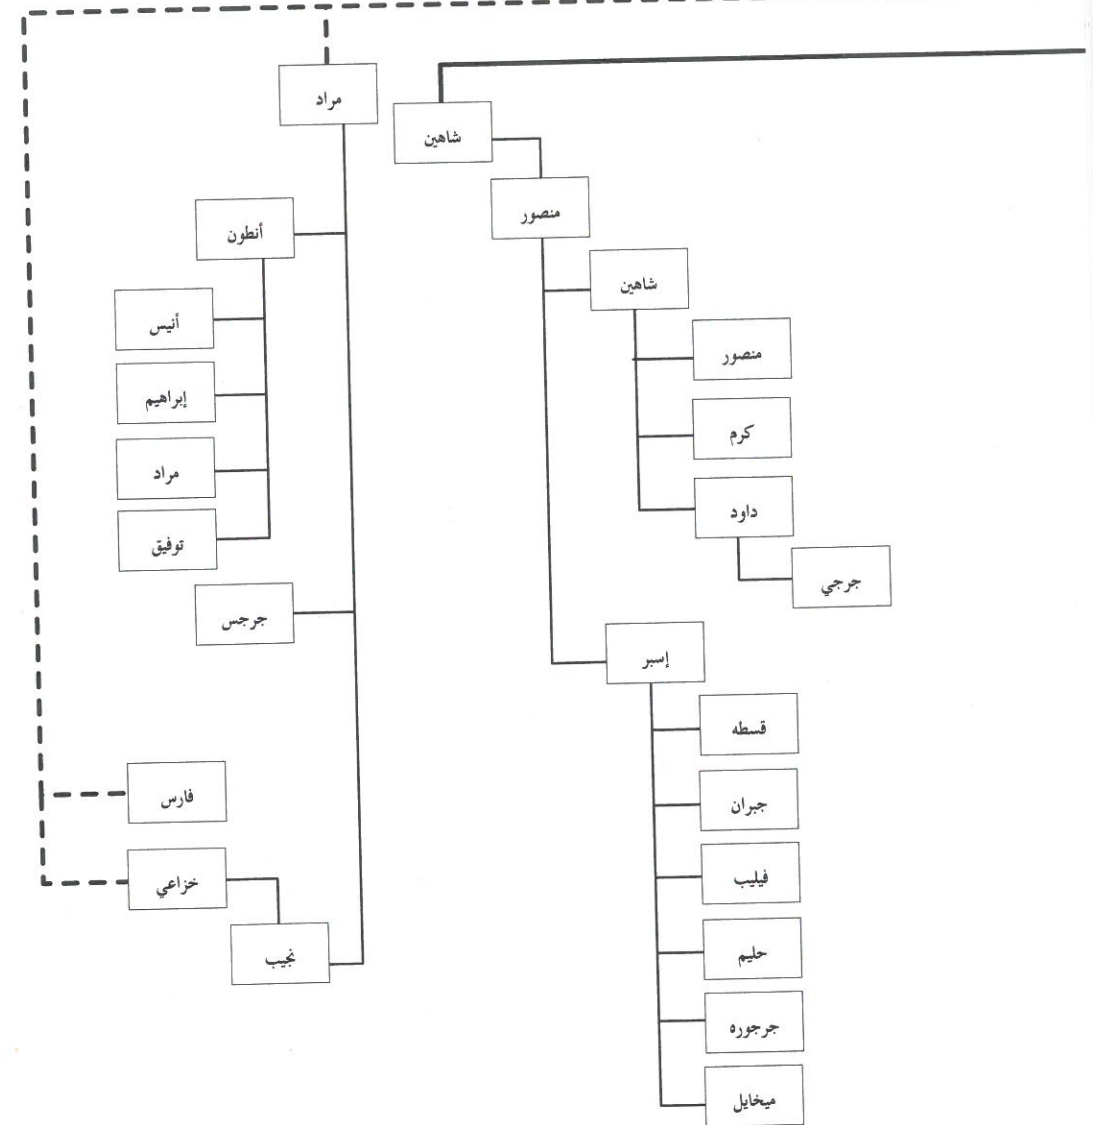 مراد
شاهين
منصور
أنطون
شاهين
أنيس
منصور
إبراهيم
كرم
مراد
داود
توفيق
جرجي
جرجس
إسبر
قسطه
فارس
جبران
خزاعي
فيليب
نجيب
حليم
جرجوره
ميخايل